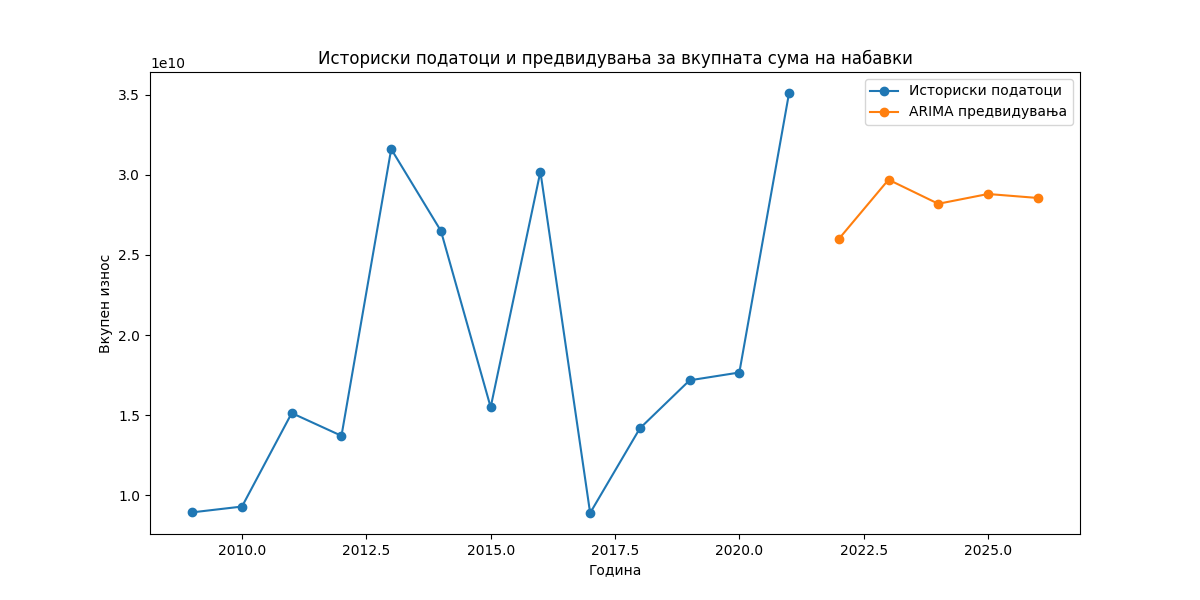 Историски податоци и предвидувања за вкупната сума на набавки
1e10
Историски податоци
ARIMA предвидувања
3.5
3.0
2.5
2.0
1.5
1.0
Вкупен износ
2010.0 2012.5 2015.0 2017.5 2020.0 2022.5 2025.0
Година